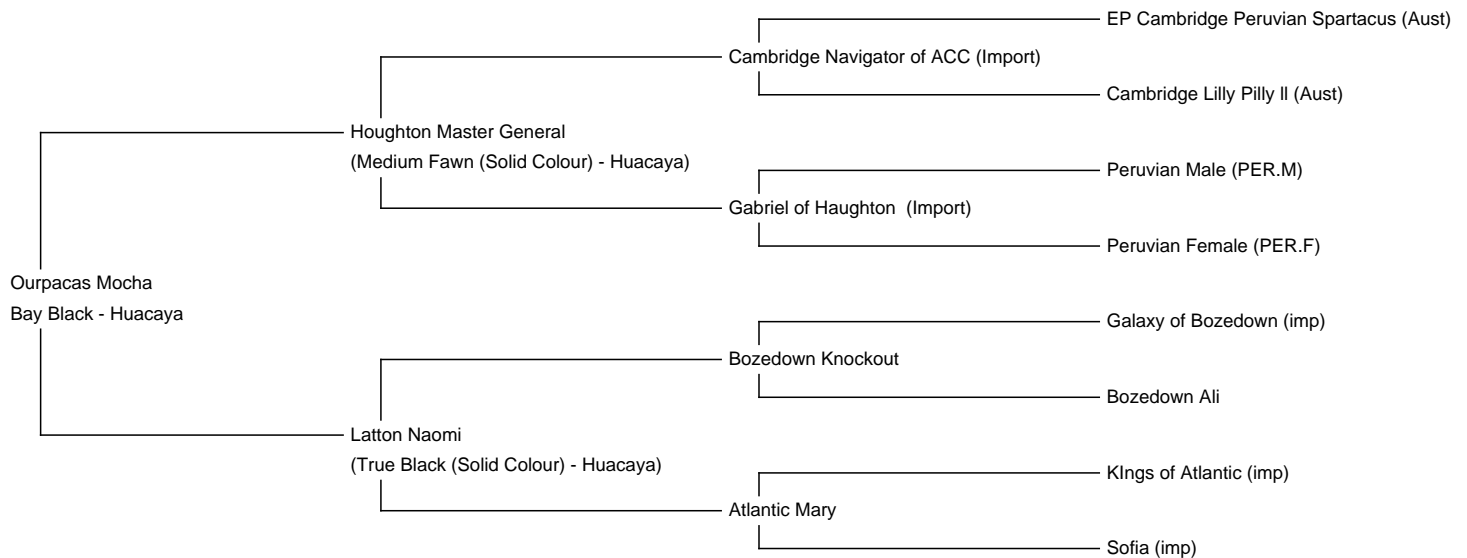 EP Cambridge Peruvian Spartacus (Aust)
Cambridge Navigator of ACC (Import)
Cambridge Lilly Pilly ll (Aust)
Houghton Master General
(Medium Fawn (Solid Colour) - Huacaya)
Peruvian Male (PER.M)
Gabriel of Haughton  (Import)
Peruvian Female (PER.F)
Ourpacas Mocha
Bay Black - Huacaya
Galaxy of Bozedown (imp)
Bozedown Knockout
Bozedown Ali
Latton Naomi
(True Black (Solid Colour) - Huacaya)
KIngs of Atlantic (imp)
Atlantic Mary
Sofia (imp)